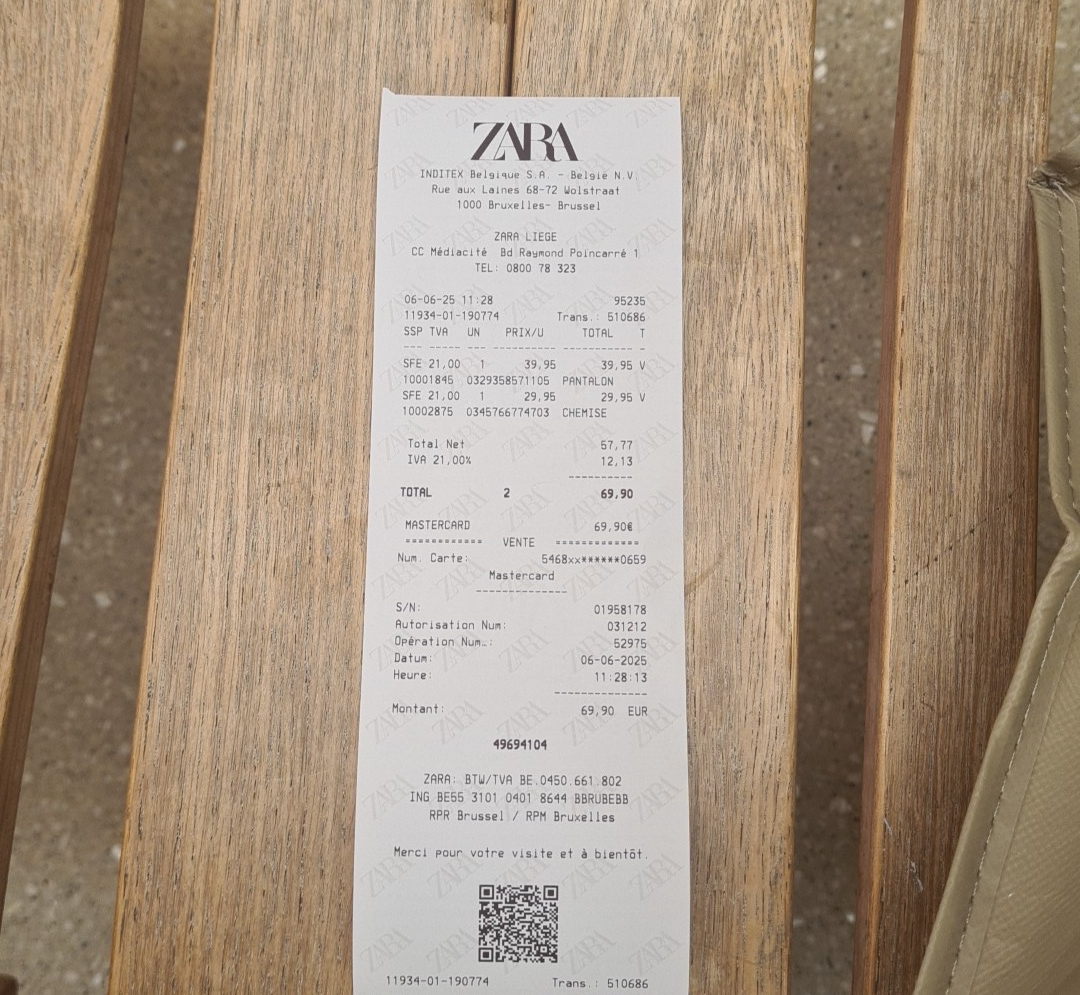 ZARA
INDITEX Belgique S.A. - België N.V.
Rue aux Laines 68-72 Wolstraat
1000 Bruxelles- Brussel
ZARA LIEGE
CC Médiacité Bd Raymond Poincarré 1
TEL: 0800 78 323
06-06-25 11:28 95235
11934-01-190774 Trans.: 510686
SSP TVA UN PRIX/U TOTAL T
--- ----- --- ---------- ---------- -
SFE 21,00 1 39,95 39,95 V
10001845 0329358571105 PANTALON
SFE 21,00 1 29,95 29,95 V
10002875 0345766774703 CHEMISE
Total Net 57,77
IVA 21,00% 12,13
----------
TOTAL 2 69,90
MASTERCARD 69,90€
============ VENTE =============
Num. Carte: 5468xx******0659
Mastercard
--------------
S/N: 01958178
Autorisation Num: 031212
Opération Num.: 52975
Datum: 06-06-2025
Heure: 11:28:13
--------------
Montant: 69,90 EUR
49694104
ZARA: BTW/TVA BE.0450.661.802
ING BE55 3101 0401 8644 BBRUBEBB
RPR Brussel / RPM Bruxelles
Merci pour votre visite et à bientôt.
11934-01-190774 Trans.: 510686